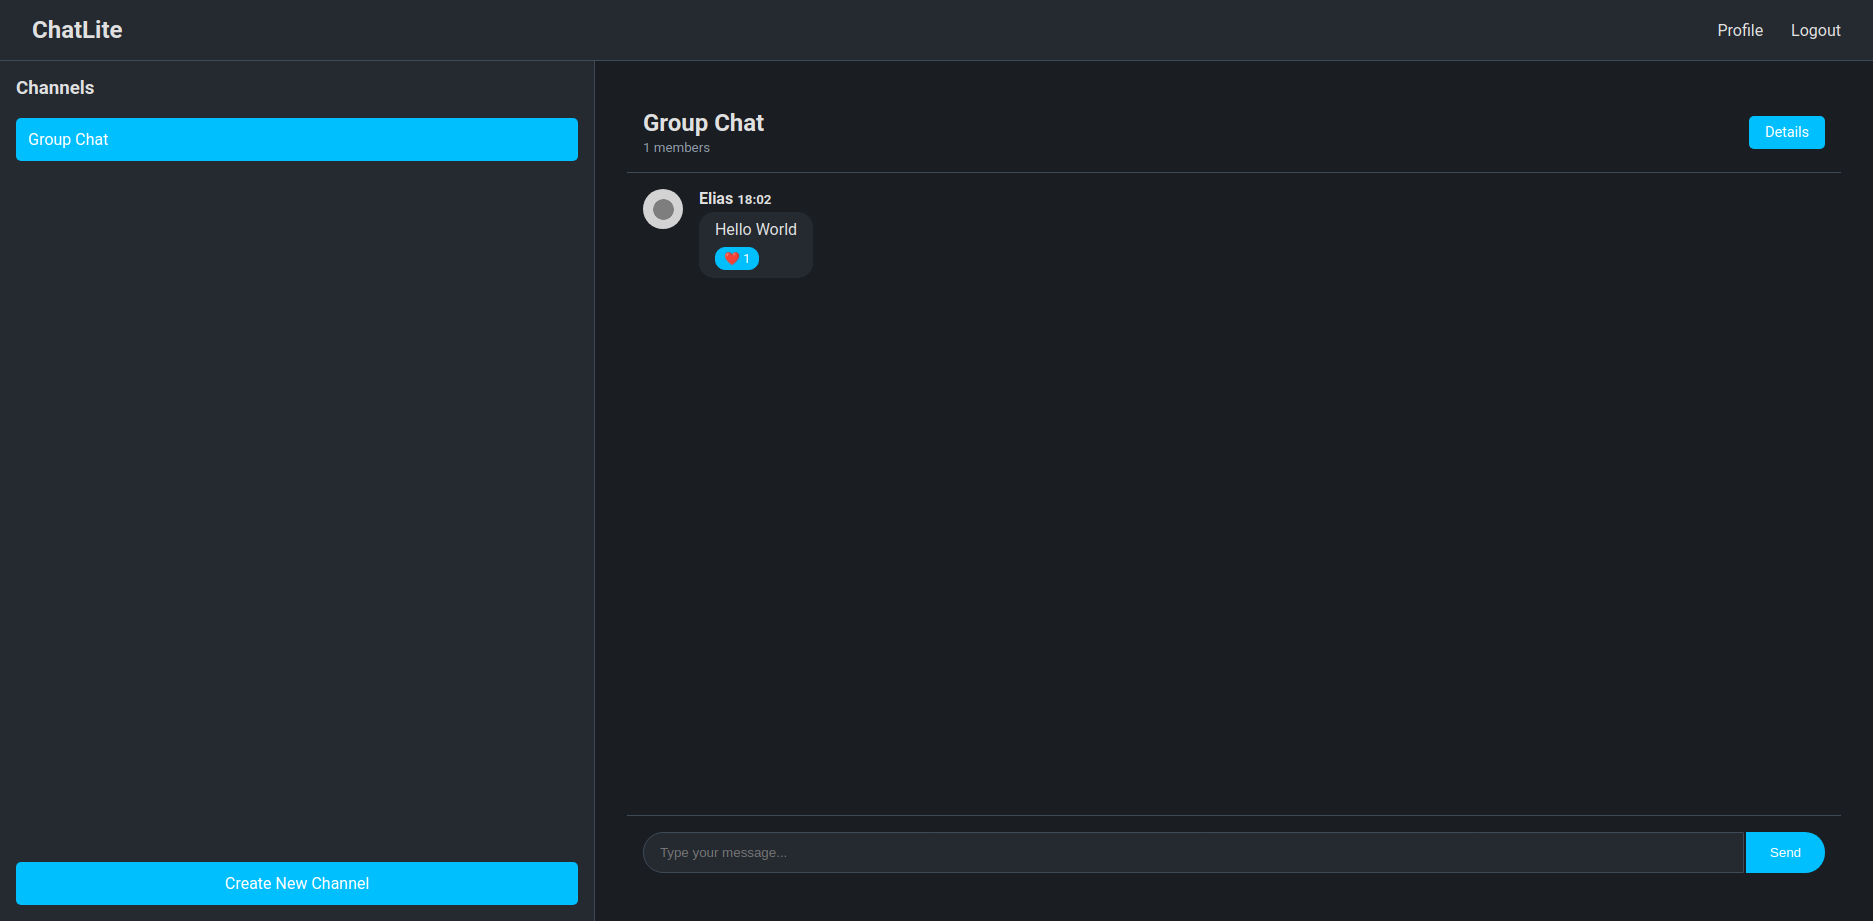 ChatLite
Profile
Logout
Channels
Group Chat
Create New Channel
Group Chat
1 members
Details
Elias 18:02
Hello World
❤️ 1
Type your message...
Send